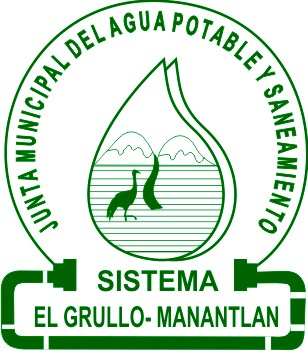 JUNTA MUNICIPAL DEL AGUA POTABLE Y SANEAMIENTO
SISTEMA
EL GRULLO- MANANTLAN